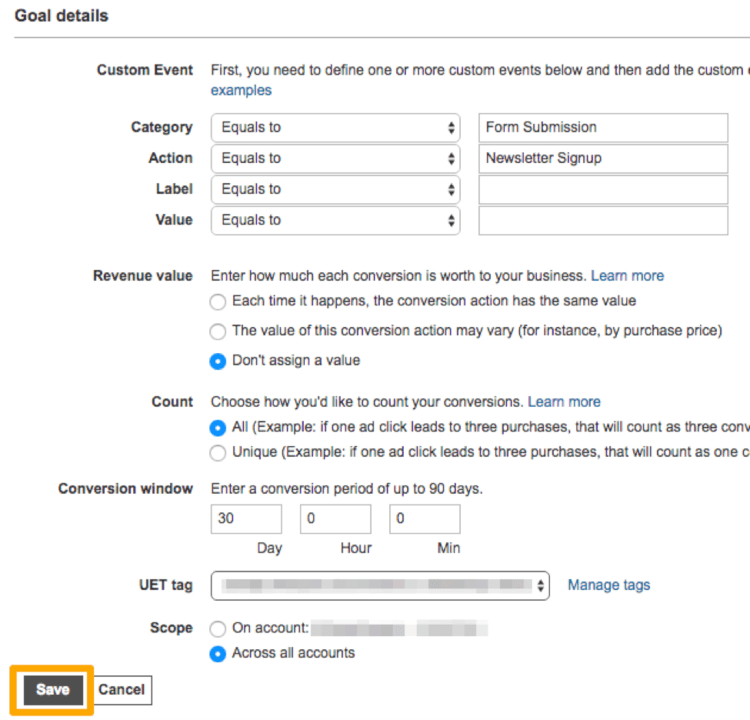 Goal details
Custom Event First, you need to define one or more custom events below and then add the custom
examples
Category Equals to Form Submission
Action Equals to Newsletter Signup
Label Equals to
Value Equals to
Revenue value Enter how much each conversion is worth to your business. Learn more
Each time it happens, the conversion action has the same value
The value of this conversion action may vary (for instance, by purchase price)
Don't assign a value
Count Choose how you'd like to count your conversions. Learn more
All (Example: if one ad click leads to three purchases, that will count as three conv
Unique (Example: if one ad click leads to three purchases, that will count as one c
Conversion window Enter a conversion period of up to 90 days.
30 0 0
Day Hour Min
UET tag Manage tags
Scope On account:
Across all accounts
Save Cancel